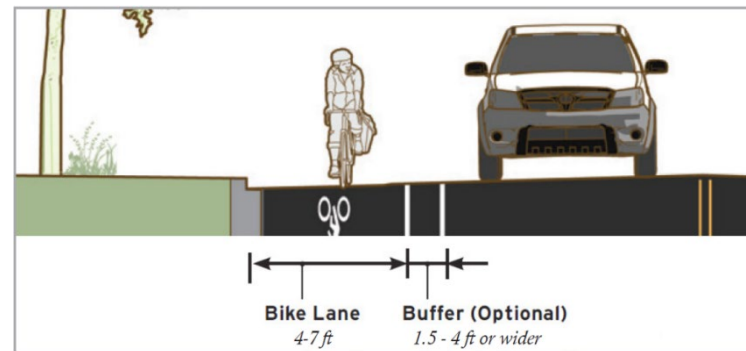 Bike Lane
4-7 ft
Buffer (Optional)
1.5 - 4 ft or wider